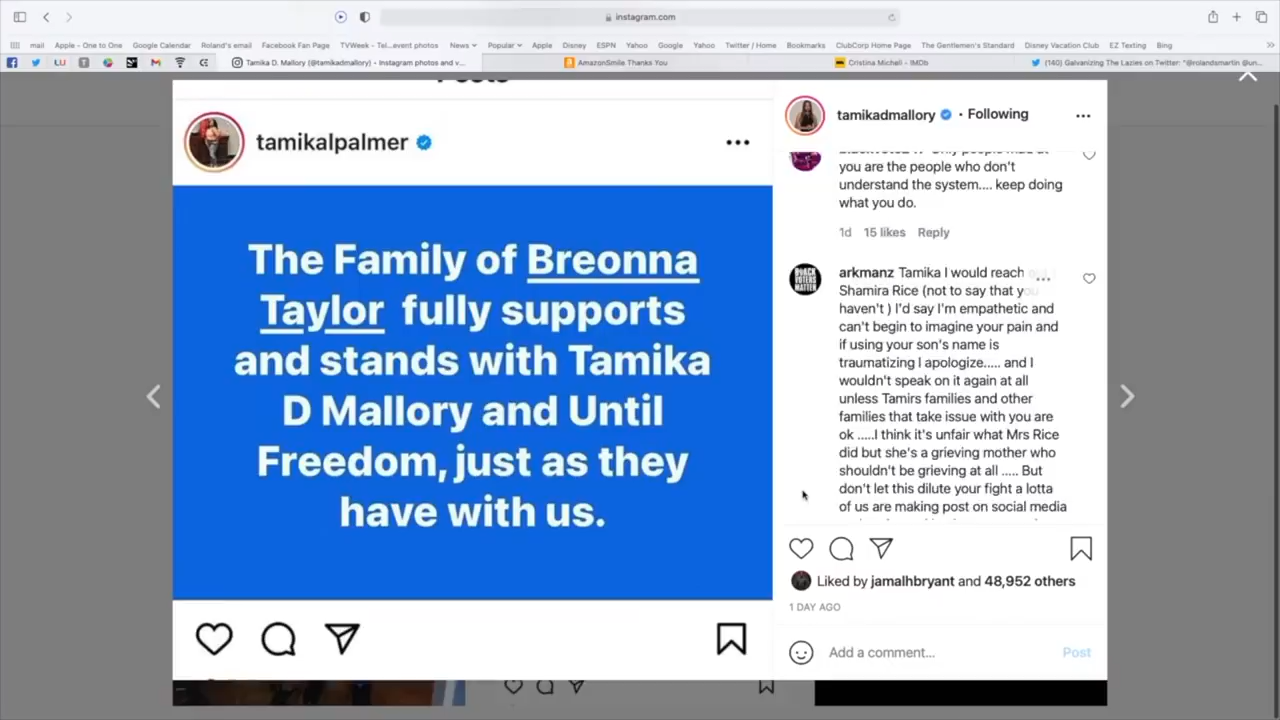 instagram.com
mail Apple - One to One Google Calendar Roland's email Facebook Fan Page TVWeek - Tel...event photos News Popular Apple Disney ESPN Yahoo Google Yahoo Twitter / Home Bookmarks ClubCorp Home Page The Gentlemen's Standard Disney Vacation Club EZ Texting Bing
Tamika D. Mallory (@tamikadmallory) • Instagram photos and v... AmazonSmile Thanks You Cristina Michell - IMDb (140) Galvanizing The Lazies on Twitter: "@rolandsmartin @un...
Posts
tamikalpalmer
The Family of Breonna
Taylor fully supports
and stands with Tamika
D Mallory and Until
Freedom, just as they
have with us.
tamikadmallory • Following
you are the people who don't
understand the system.... keep doing
what you do.
1d 15 likes Reply
arkmanz Tamika I would reach
Shamira Rice (not to say that you
haven't ) I'd say I'm empathetic and
can't begin to imagine your pain and
if using your son's name is
traumatizing I apologize..... and I
wouldn't speak on it again at all
unless Tamirs families and other
families that take issue with you are
ok .....I think it's unfair what Mrs Rice
did but she's a grieving mother who
shouldn't be grieving at all ..... But
don't let this dilute your fight a lotta
of us are making post on social media
Liked by jamalhbryant and 48,952 others
1 DAY AGO
Add a comment... Post